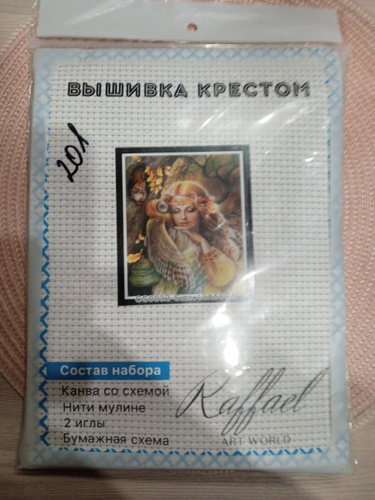 ВЫШИВКА КРЕСТОМ
201
Состав набора
Канва со схемой
Нити мулине
2 иглы
Бумажная схема
Raffael
ART WORLD